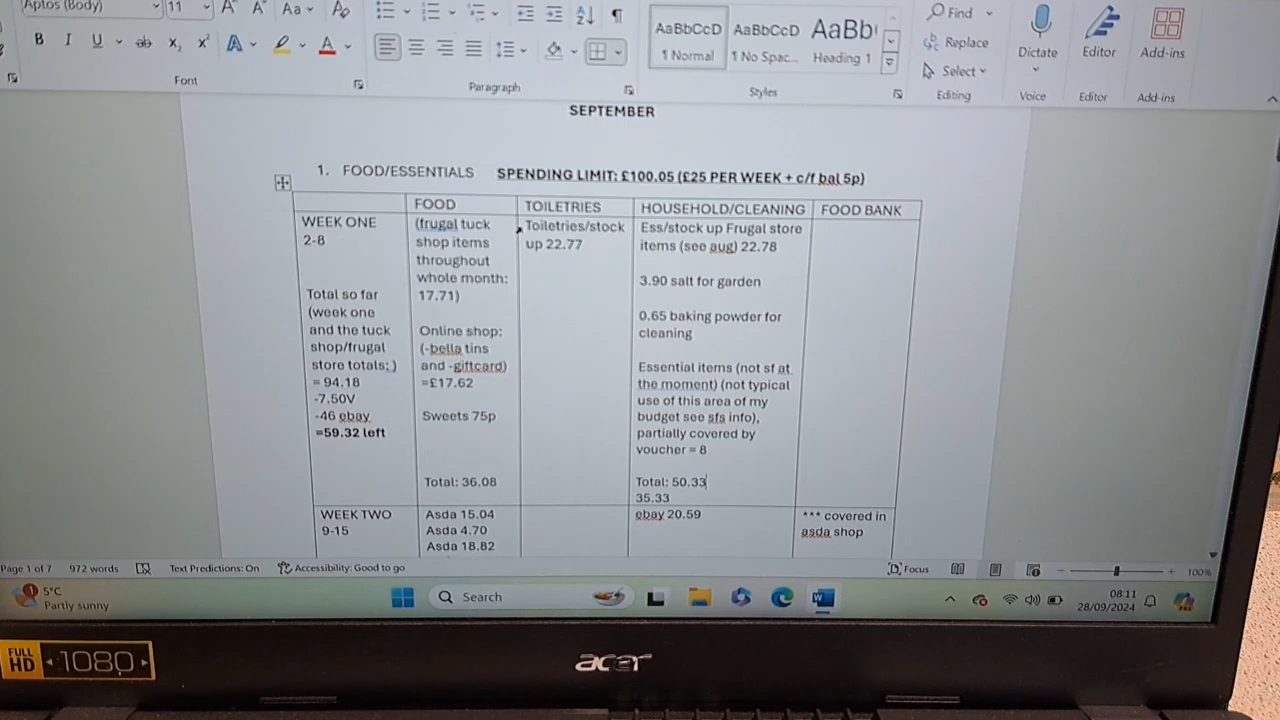 Aptos (Body)
11
Aa
Find
Replace
Select
B I U ab x₂ x² A A
AaBbCcD AaBbCcD AaBb
1 Normal 1 No Spac... Heading 1
Dictate
Editor
Add-ins
Font
Paragraph
Styles
Editing
Voice
Editor
Add-ins
SEPTEMBER
1. FOOD/ESSENTIALS SPENDING LIMIT: £100.05 (£25 PER WEEK + c/f bal 5p)
FOOD
TOILETRIES
HOUSEHOLD/CLEANING
FOOD BANK
WEEK ONE
2-8
Total so far
(week one
and the tuck
shop/frugal
store totals; )
= 94.18
-7.50V
-46 ebay
=59.32 left
(frugal tuck
shop items
throughout
whole month:
17.71)
Online shop:
(-bella tins
and -giftcard)
=£17.62
Sweets 75p
Total: 36.08
Toiletries/stock
up 22.77
Ess/stock up Frugal store
items (see aug) 22.78
3.90 salt for garden
0.65 baking powder for
cleaning
Essential items (not sf at
the moment) (not typical
use of this area of my
budget see sfs info),
partially covered by
voucher = 8
Total: 50.33
35.33
WEEK TWO
9-15
Asda 15.04
Asda 4.70
Asda 18.82
ebay 20.59
*** covered in
asda shop
Page 1 of 7 972 words Text Predictions: On Accessibility: Good to go
Focus
100%
1
5°C
Partly sunny
Search
08:11
28/09/2024
FULL
HD
1080
acer